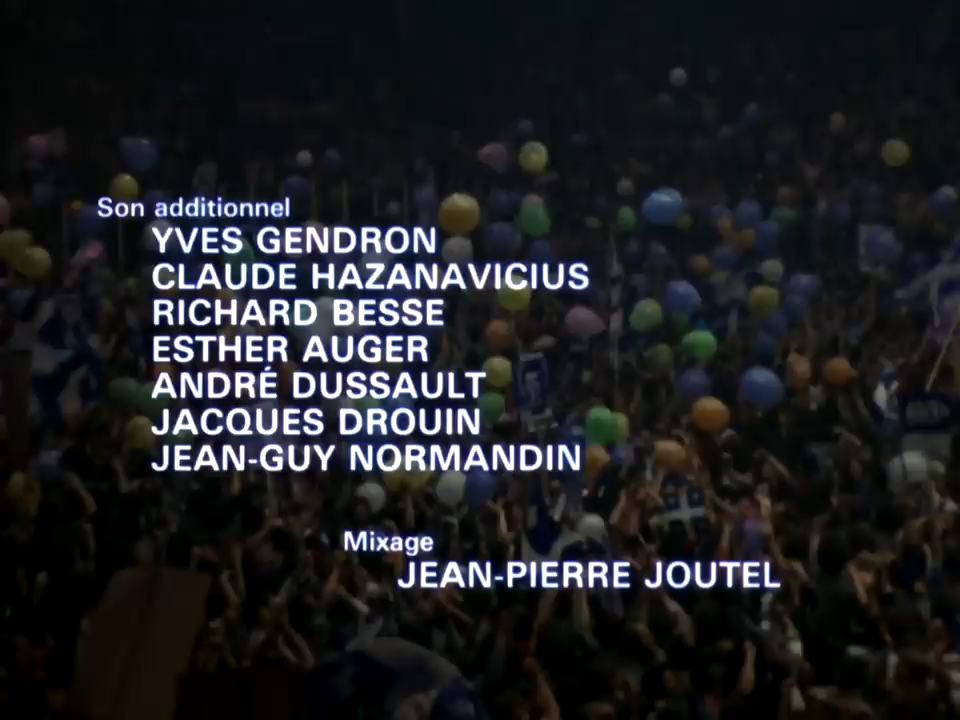 Son additionnel
YVES GENDRON
CLAUDE HAZANAVICIUS
RICHARD BESSE
ESTHER AUGER
ANDRÉ DUSSAULT
JACQUES DROUIN
JEAN-GUY NORMANDIN
Mixage
JEAN-PIERRE JOUTEL